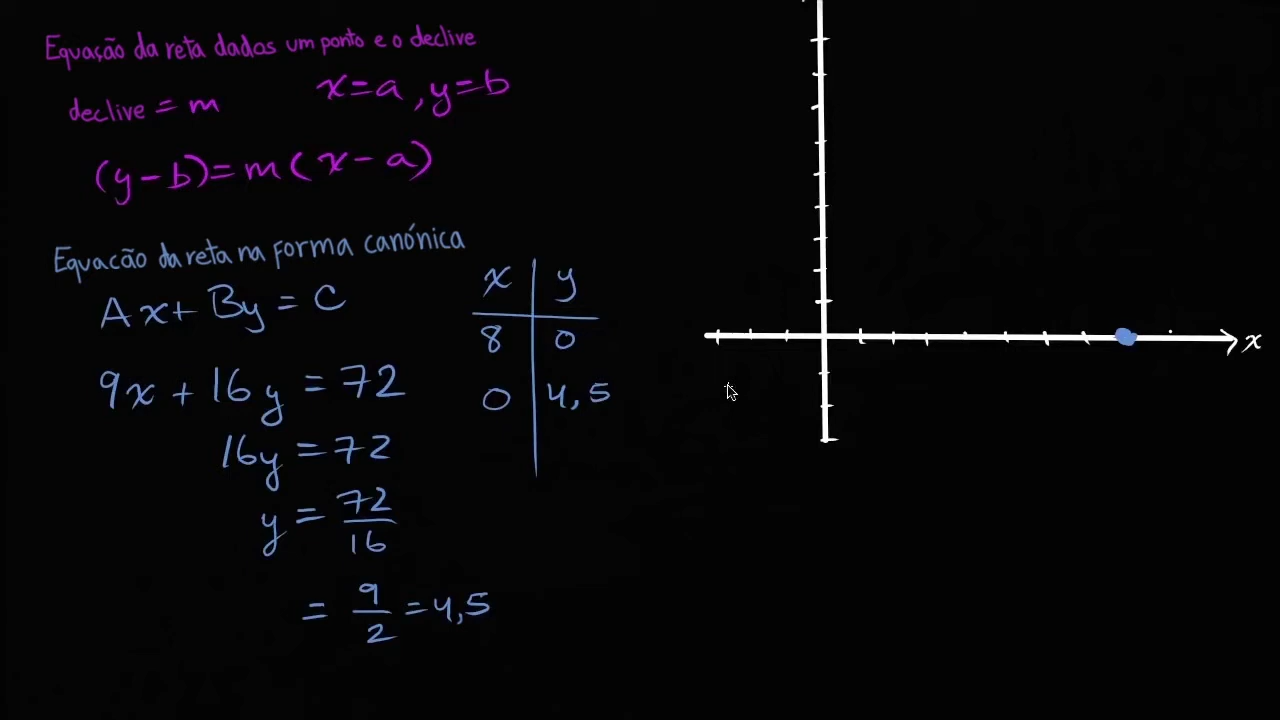 Equação da reta dados um ponto e o declive
declive = m x=a, y=b
(y-b)=m(x-a)
Equacão da reta na forma canónica
Ax+By=C
x y
8 0
0 4,5
9x+16y=72
16y=72
y=72/16
=9/2=4,5
x